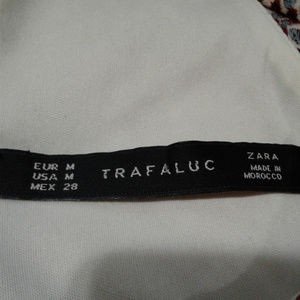 EUR M
USA M
MEX 28
TRAFALUC
ZARA
MADE IN
MOROCCO